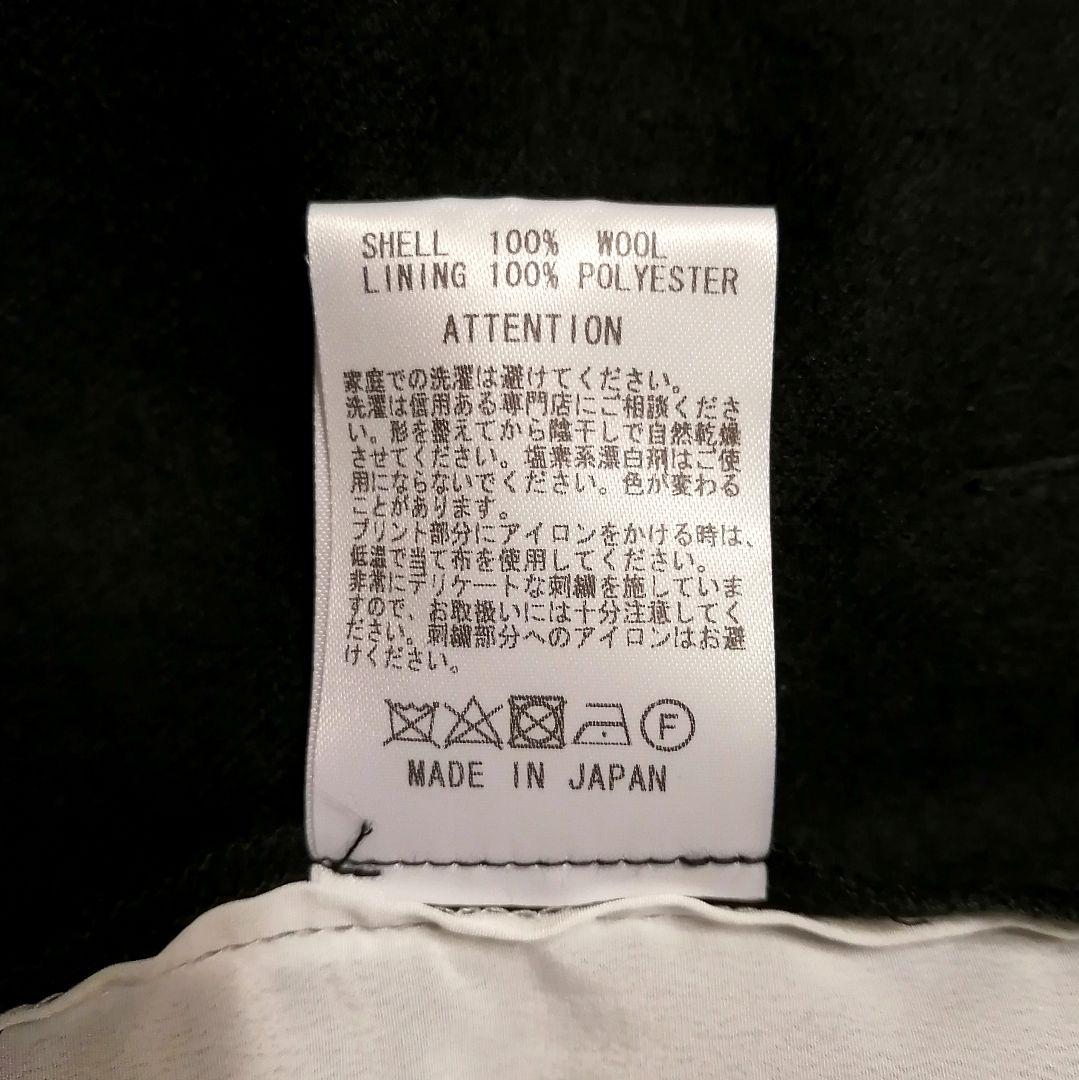 SHELL 100% WOOL
LINING 100% POLYESTER
ATTENTION
家庭での洗濯は避けてください。
洗濯は信用ある専門店にご相談くださ
い。形を整えてから陰干しで自然乾燥
させてください。塩素系漂白剤はご使
用にならないでください。色が変わる
ことがあります。
プリント部分にアイロンをかける時は、
低温で当て布を使用してください。
非常にデリケートな刺繍を施していま
すので、お取扱いには十分注意してく
ださい。刺繍部分へのアイロンはお避
けください。
F
MADE IN JAPAN